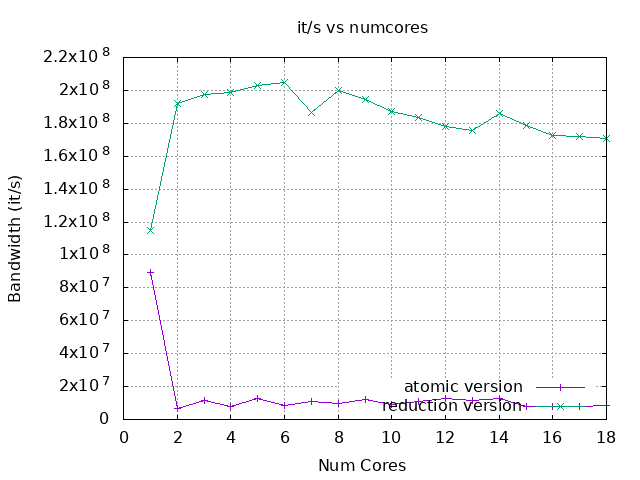 it/s vs numcores
2.2x10^8
2x10^8
1.8x10^8
1.6x10^8
1.4x10^8
1.2x10^8
1x10^8
8x10^7
6x10^7
4x10^7
2x10^7
0
Bandwidth (it/s)
atomic version
reduction version
0 2 4 6 8 10 12 14 16 18
Num Cores